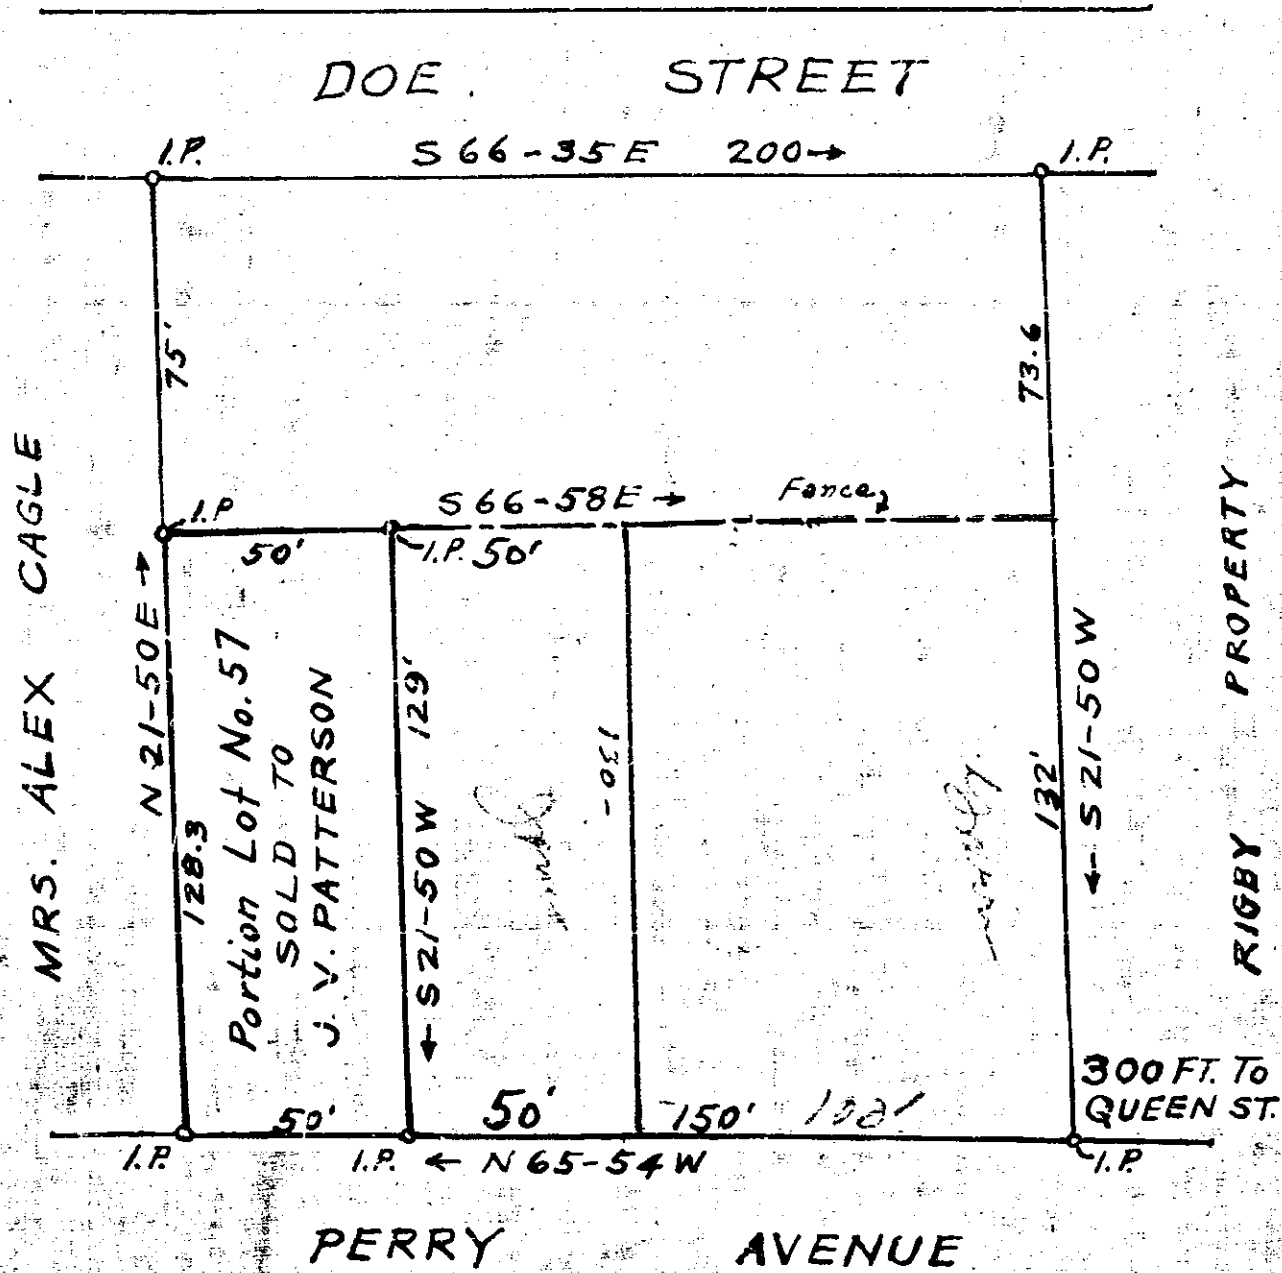 DOE. STREET
I.P.
S 66-35 E 200→
I.P.
75'
73.6
MRS. ALEX CAGLE
RIGBY PROPERTY
I.P
S 66-58 E →
Fence
50'
I.P.
50'
N 21-50 E →
128.3
Portion Lot No. 57
SOLD TO
J. V. PATTERSON
← S 21-50 W 129'
130-
132'
← S 21-50 W
300 FT. TO
QUEEN ST.
50'
50'
150'
100'
I.P.
I.P.
← N 65-54 W
I.P.
PERRY AVENUE